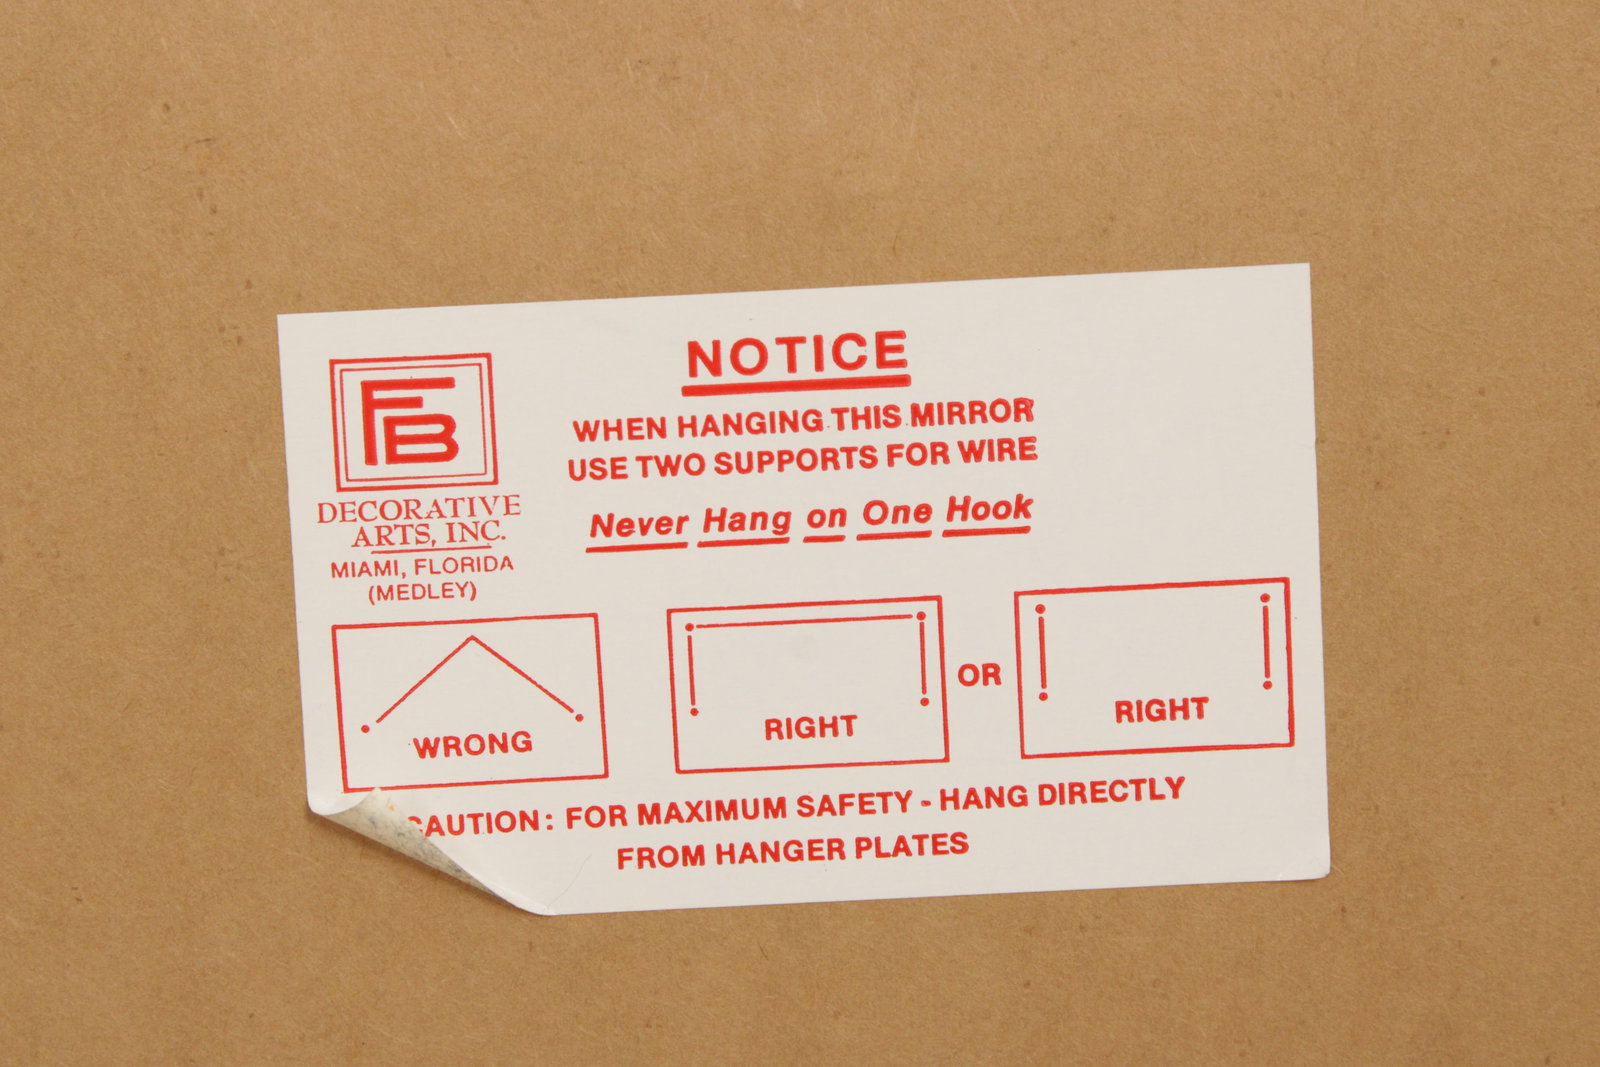 FB
DECORATIVE
ARTS, INC.
MIAMI, FLORIDA
(MEDLEY)
NOTICE
WHEN HANGING THIS MIRROR
USE TWO SUPPORTS FOR WIRE
Never Hang on One Hook
WRONG
RIGHT
OR
RIGHT
CAUTION: FOR MAXIMUM SAFETY - HANG DIRECTLY
FROM HANGER PLATES